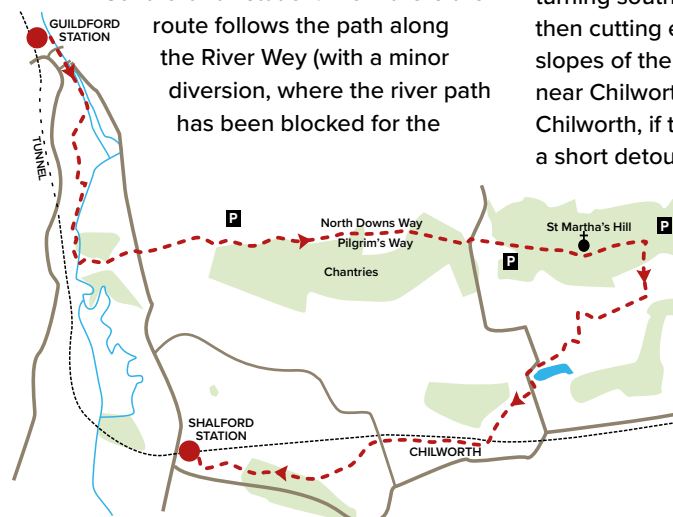 route follows the path along
the River Wey (with a minor
diversion, where the river path
has been blocked for the
then cutting e
slopes of the
near Chilwort
Chilworth, if t
a short detou
GUILDFORD
STATION
TUNNEL
P
North Downs Way
Pilgrim's Way
Chantries
St Martha's Hill
P
P
SHALFORD
STATION
CHILWORTH